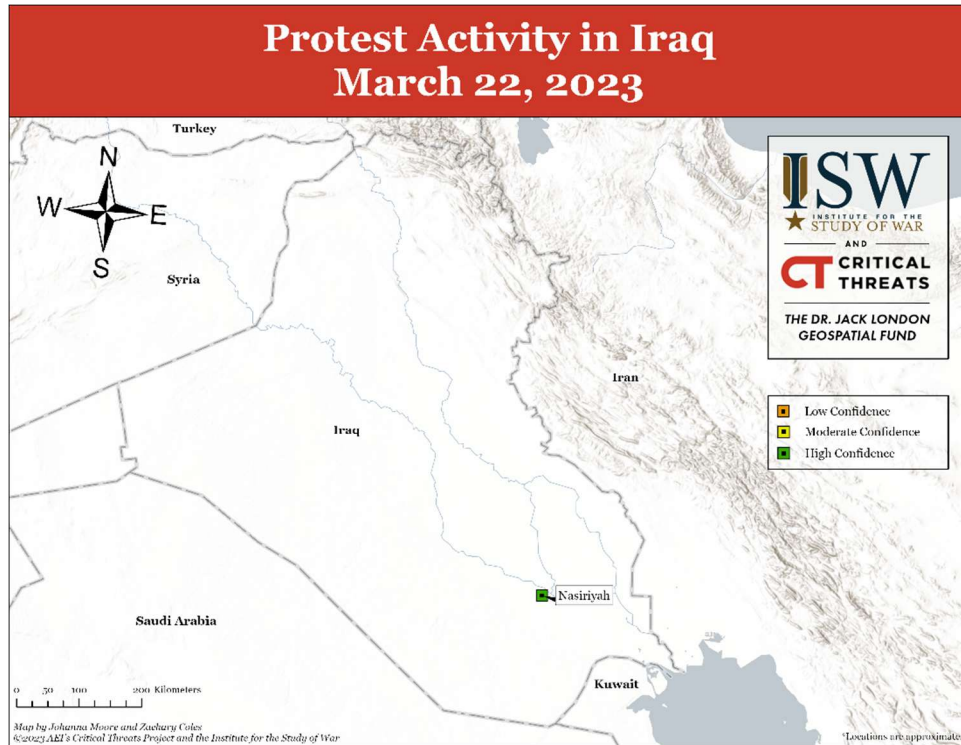 Protest Activity in Iraq
March 22, 2023
Turkey
N
W
E
S
Syria
ISW
INSTITUTE FOR THE
STUDY OF WAR
AND
CT CRITICAL
THREATS
THE DR. JACK LONDON
GEOSPATIAL FUND
Iran
Iraq
Low Confidence
Moderate Confidence
High Confidence
Nasiriyah
Saudi Arabia
Kuwait
0 50 100 200 Kilometers
Map by Johanna Moore and Zachary Coles
©2023 AEI's Critical Threats Project and the Institute for the Study of War
*Locations are approximate